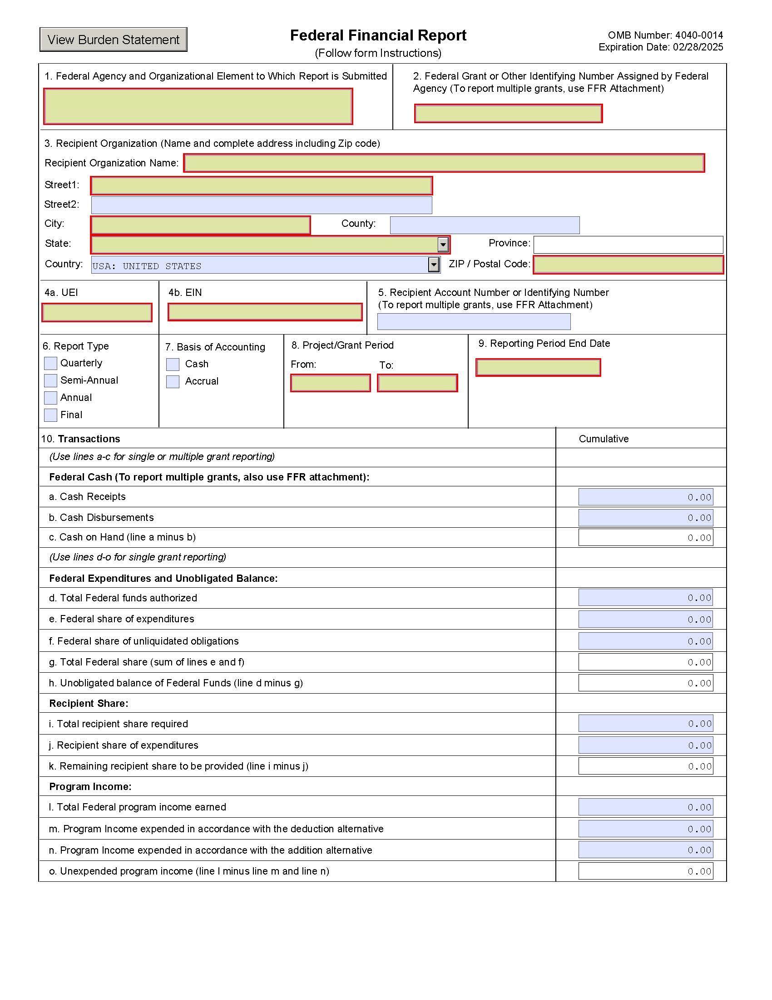 View Burden Statement
Federal Financial Report
(Follow form Instructions)
OMB Number: 4040-0014
Expiration Date: 02/28/2025
1. Federal Agency and Organizational Element to Which Report is Submitted
2. Federal Grant or Other Identifying Number Assigned by Federal
Agency (To report multiple grants, use FFR Attachment)
3. Recipient Organization (Name and complete address including Zip code)
Recipient Organization Name:
Street1:
Street2:
City:
County:
State:
Province:
Country:
USA: UNITED STATES
ZIP / Postal Code:
4a. UEI
4b. EIN
5. Recipient Account Number or Identifying Number
(To report multiple grants, use FFR Attachment)
6. Report Type
Quarterly
Semi-Annual
Annual
Final
7. Basis of Accounting
Cash
Accrual
8. Project/Grant Period
From:
To:
9. Reporting Period End Date
10. Transactions
Cumulative
(Use lines a-c for single or multiple grant reporting)
Federal Cash (To report multiple grants, also use FFR attachment):
a. Cash Receipts 0.00
b. Cash Disbursements 0.00
c. Cash on Hand (line a minus b) 0.00
(Use lines d-o for single grant reporting)
Federal Expenditures and Unobligated Balance:
d. Total Federal funds authorized 0.00
e. Federal share of expenditures 0.00
f. Federal share of unliquidated obligations 0.00
g. Total Federal share (sum of lines e and f) 0.00
h. Unobligated balance of Federal Funds (line d minus g) 0.00
Recipient Share:
i. Total recipient share required 0.00
j. Recipient share of expenditures 0.00
k. Remaining recipient share to be provided (line i minus j) 0.00
Program Income:
l. Total Federal program income earned 0.00
m. Program Income expended in accordance with the deduction alternative 0.00
n. Program Income expended in accordance with the addition alternative 0.00
o. Unexpended program income (line l minus line m and line n) 0.00